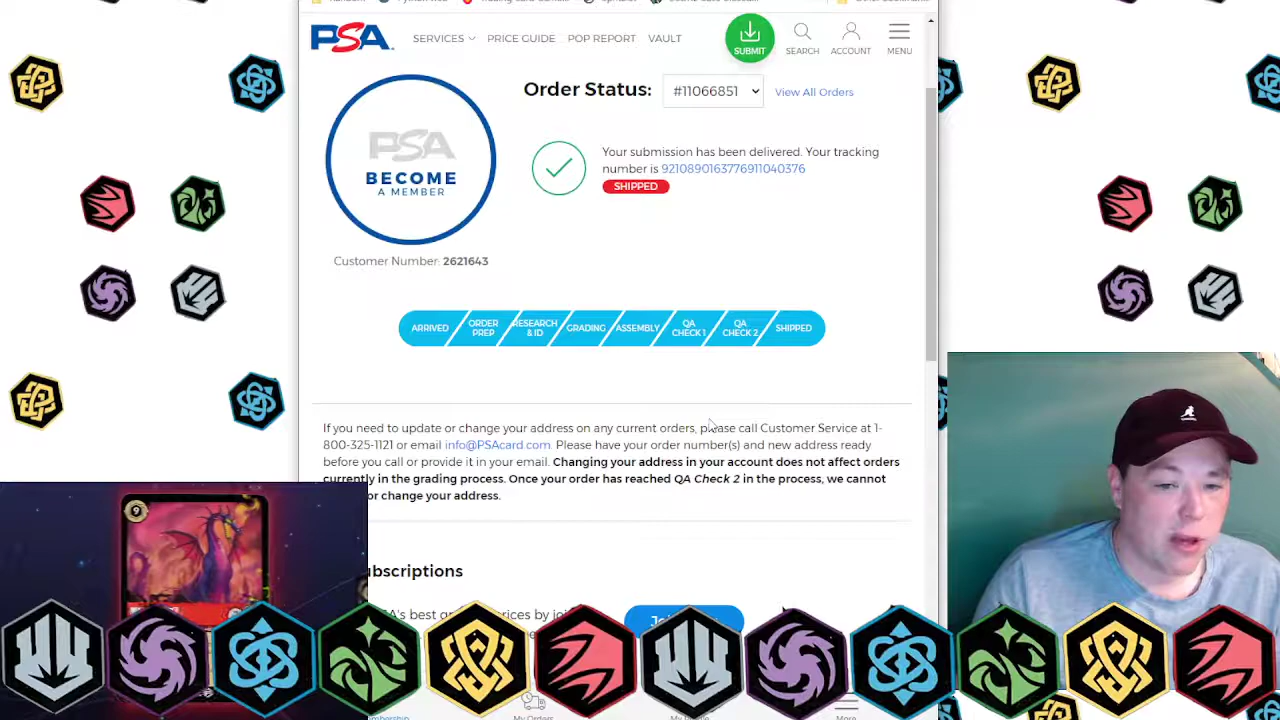 PSA
SERVICES
PRICE GUIDE
POP REPORT
VAULT
SUBMIT
SEARCH
ACCOUNT
MENU
PSA
BECOME
A MEMBER
Order Status:
#11066851
View All Orders
Your submission has been delivered. Your tracking
number is 9210890163776911040376
SHIPPED
Customer Number: 2621643
ARRIVED
ORDER
PREP
RESEARCH
& ID
GRADING
ASSEMBLY
QA
CHECK 1
QA
CHECK 2
SHIPPED
If you need to update or change your address on any current orders, please call Customer Service at 1-
800-325-1121 or email info@PSAcard.com. Please have your order number(s) and new address ready
before you call or provide it in your email. Changing your address in your account does not affect orders
currently in the grading process. Once your order has reached QA Check 2 in the process, we cannot
or change your address.
9